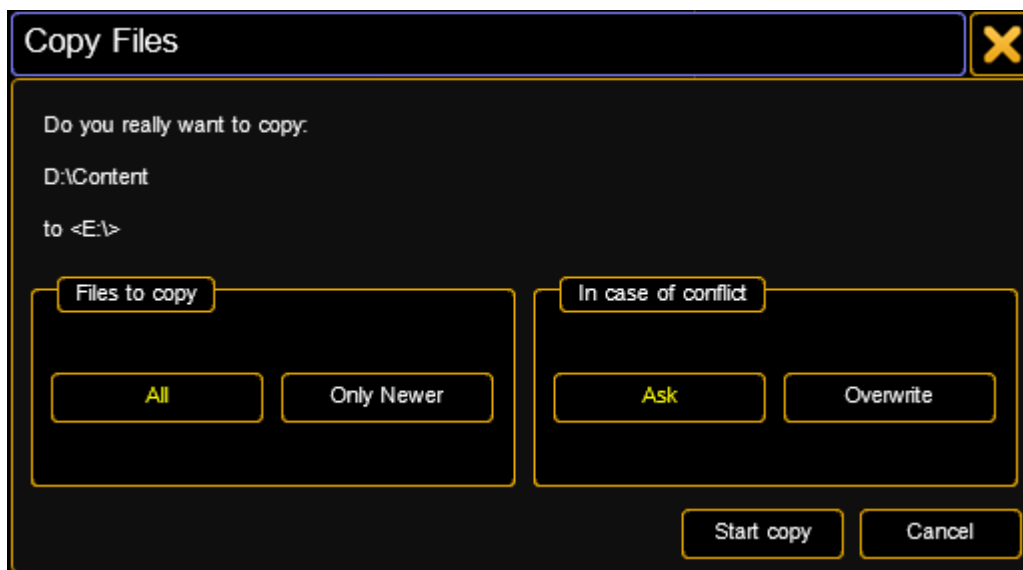 Copy Files
Do you really want to copy:
D:\Content
to <E:\>
Files to copy
In case of conflict
All
Only Newer
Ask
Overwrite
Start copy
Cancel